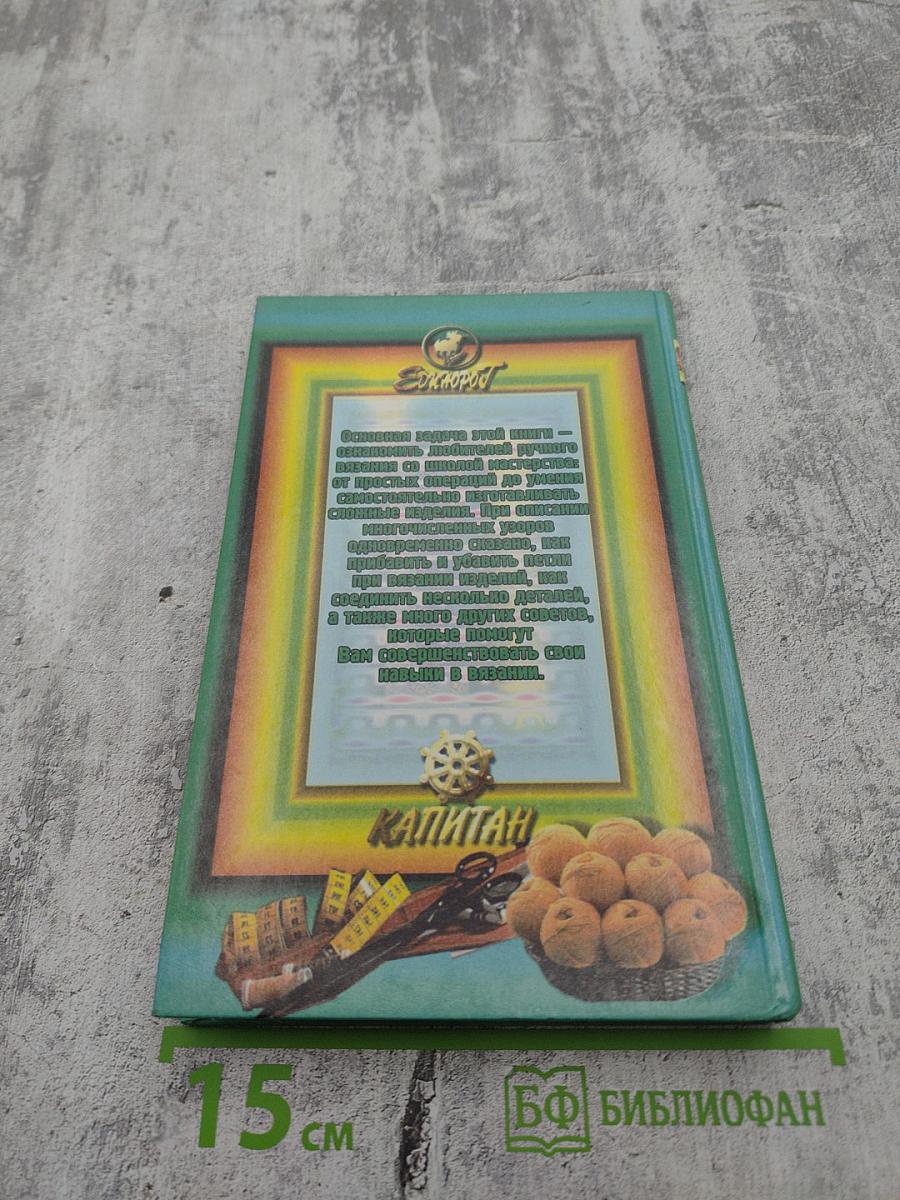 Единорог
Основная задача этой книги —
ознакомить любителей ручного
вязания со школой мастерства:
от простых операций до умения
самостоятельно изготавливать
сложные изделия. При описании
многочисленных узоров
одновременно сказано, как
прибавить и убавить петли
при вязании изделий, как
соединить несколько деталей,
а также много других советов,
которые помогут
Вам совершенствовать свои
навыки в вязании.
КАПИТАН
15 см
БФ БИБЛИОФАН